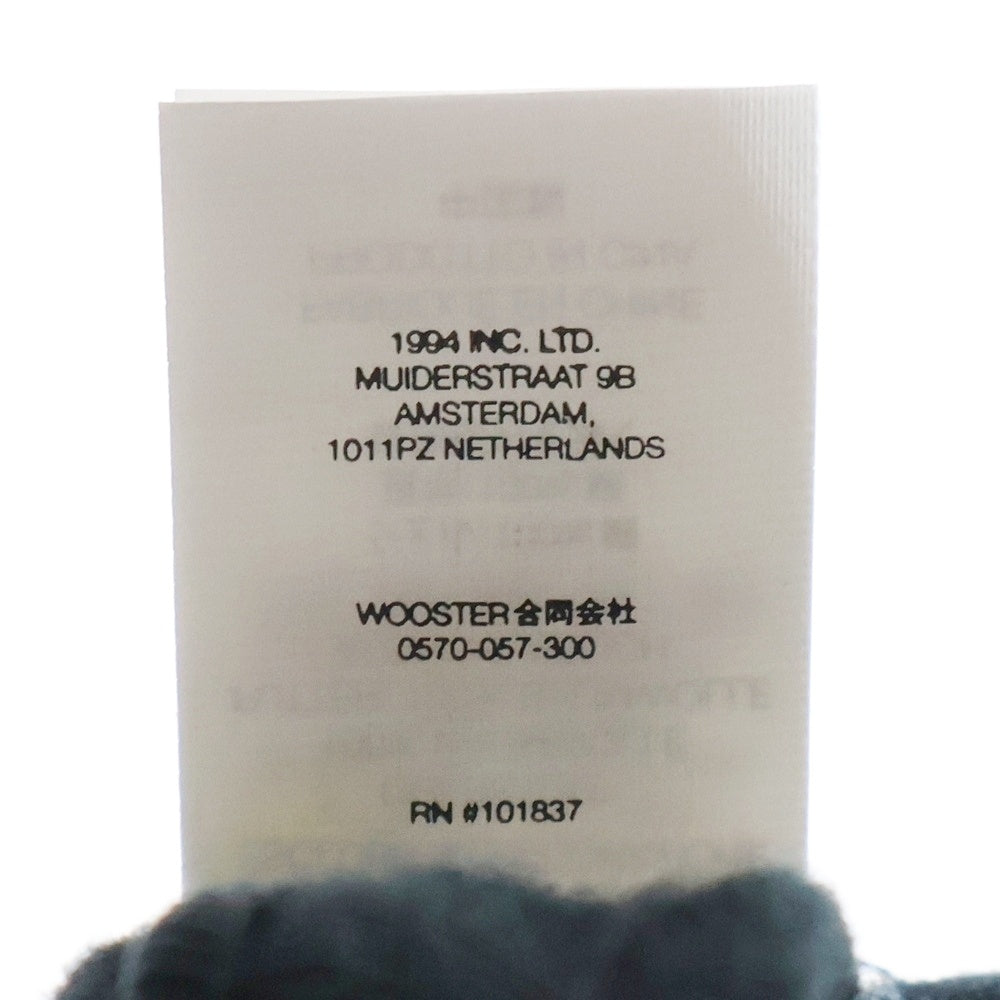 1994 INC. LTD.
MUIDERSTRAAT 9B
AMSTERDAM,
1011PZ NETHERLANDS
WOOSTER合同会社
0570-057-300
RN #101837